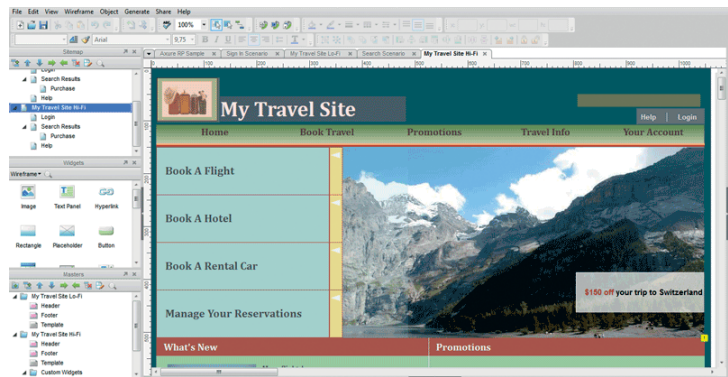 File Edit View Wireframe Object Generate Share Help
100%
Arial 9.75
Sitemap
Axure RP Sample Sign In Scenario My Travel Site Lo-Fi Search Scenario My Travel Site Hi-Fi
Login
Search Results
Purchase
Help
My Travel Site Hi-Fi
Login
Search Results
Purchase
Help
Widgets
Wireframe
Image Text Panel Hyperlink
Rectangle Placeholder Button
Masters
My Travel Site Lo-Fi
Header
Footer
Template
My Travel Site Hi-Fi
Header
Footer
Template
Custom Widgets
My Travel Site
Help | Login
Home Book Travel Promotions Travel Info Your Account
Book A Flight
Book A Hotel
Book A Rental Car
Manage Your Reservations
$150 off your trip to Switzerland
What's New Promotions